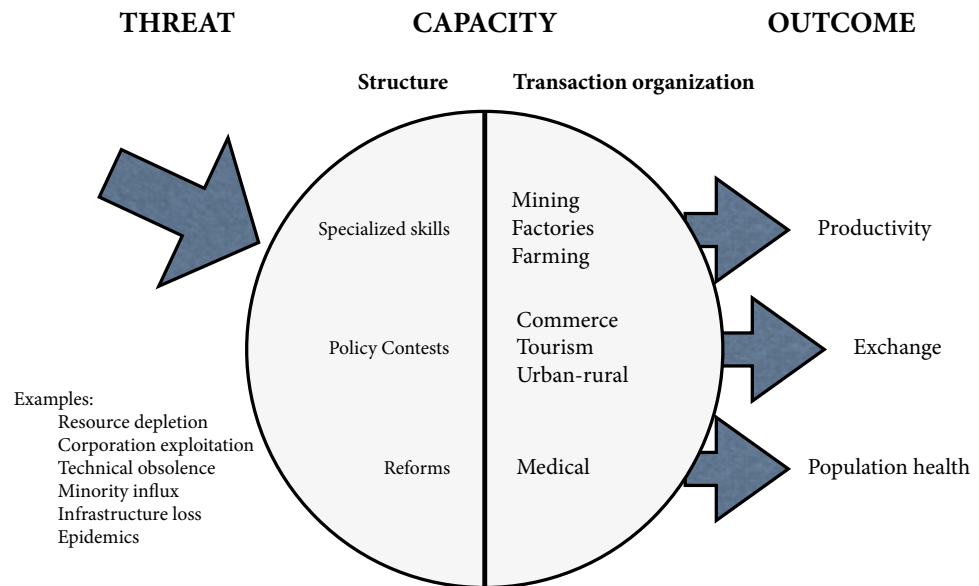 THREAT
CAPACITY
OUTCOME
Structure
Transaction organization
Specialized skills
Mining
Factories
Farming
Productivity
Policy Contests
Commerce
Tourism
Urban-rural
Exchange
Reforms
Medical
Population health
Examples:
Resource depletion
Corporation exploitation
Technical obsolence
Minority influx
Infrastructure loss
Epidemics